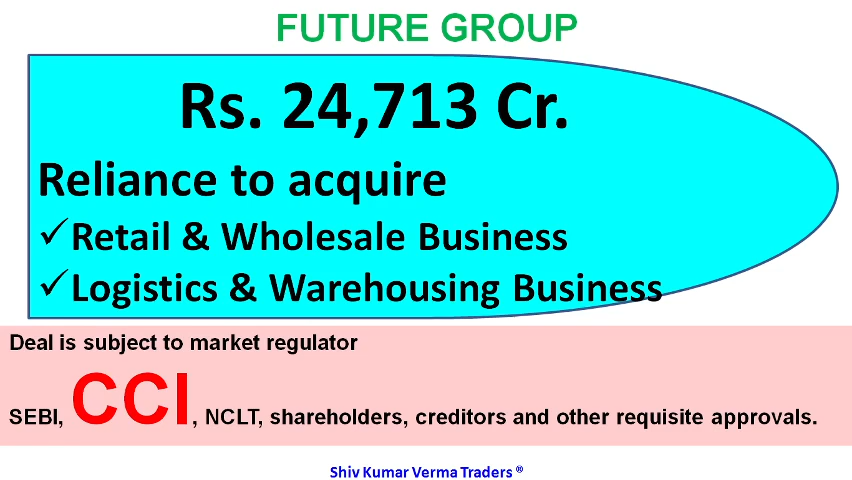 FUTURE GROUP
Rs. 24,713 Cr.
Reliance to acquire
✓Retail & Wholesale Business
✓Logistics & Warehousing Business
Deal is subject to market regulator
SEBI, CCI, NCLT, shareholders, creditors and other requisite approvals.
Shiv Kumar Verma Traders ®